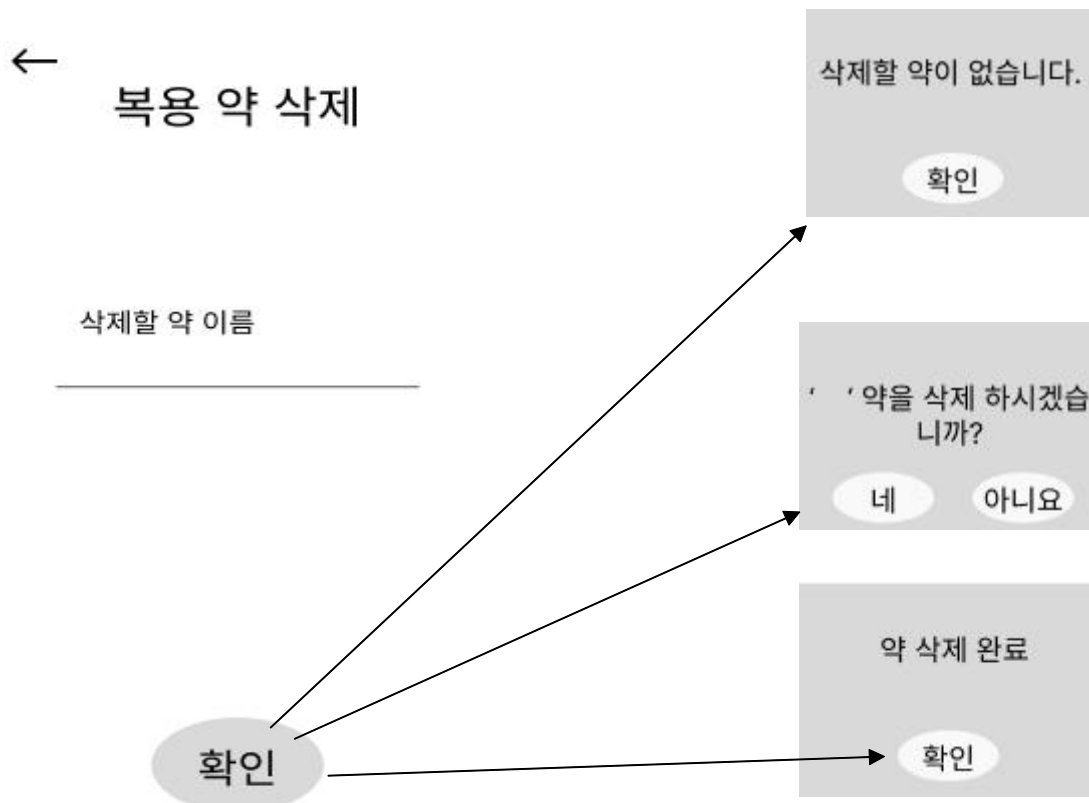 복용 약 삭제
삭제할 약 이름
확인
삭제할 약이 없습니다.
확인
‘ ‘ 약을 삭제 하시겠습
니까?
네
아니요
약 삭제 완료
확인